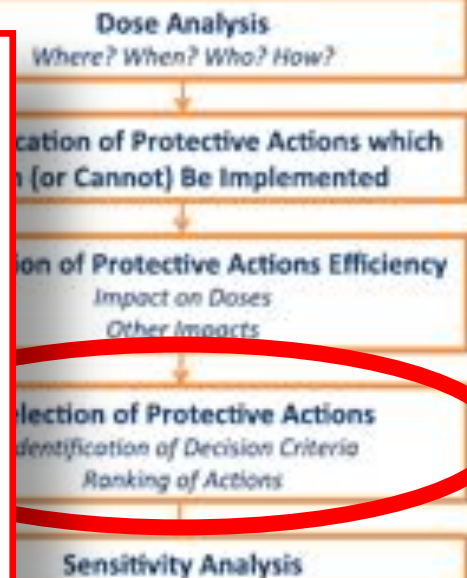 Dose Analysis
Where? When? Who? How?
cation of Protective Actions which
n (or Cannot) Be Implemented
ion of Protective Actions Efficiency
Impact on Doses
Other Impacts
lection of Protective Actions
dentification of Decision Criteria
Ranking of Actions
Sensitivity Analysis